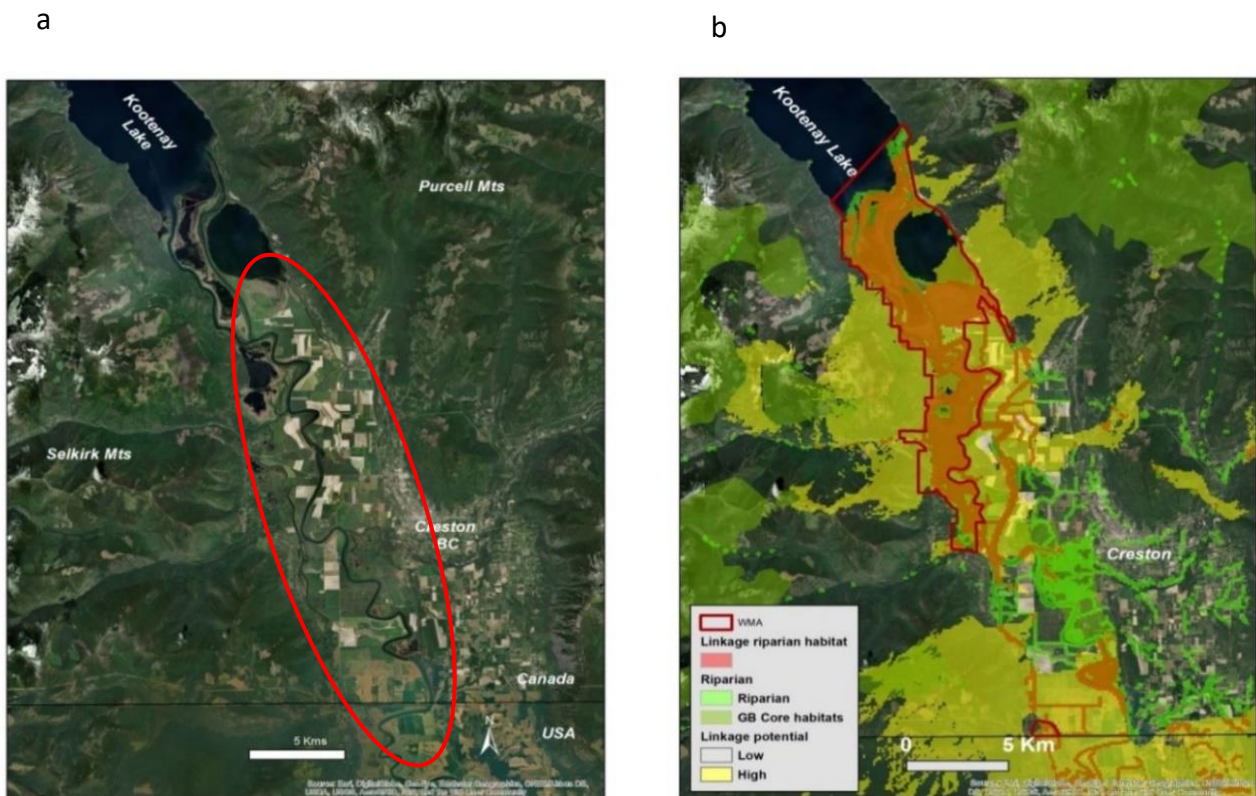 a
b
Kootenay
Lake
Purcell Mts
Selkirk Mts
Creston
BC
Canada
USA
N
5 Kms
Kootenay Lake
Creston
WMA
Linkage riparian habitat
Riparian
Riparian
GB Core habitats
Linkage potential
Low
High
0 5 Km